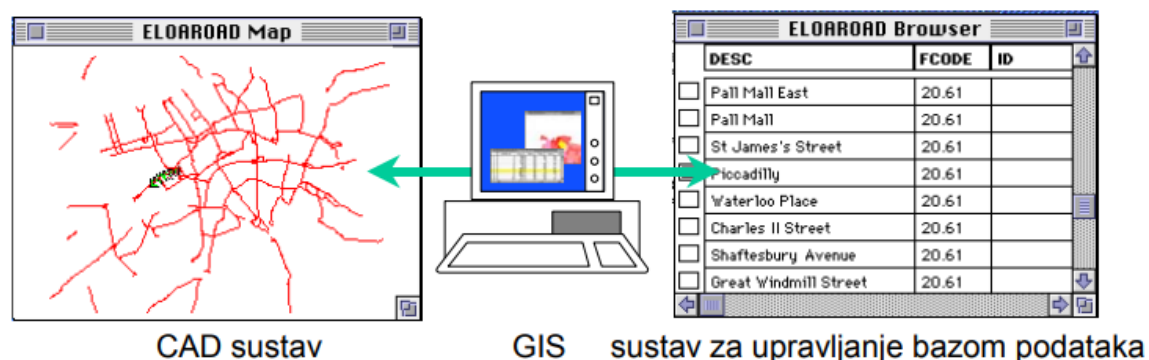 ELOAROAD Map
ELOAROAD Browser
DESC FCODE ID
Pall Mall East 20.61
Pall Mall 20.61
St James's Street 20.61
Piccadilly 20.61
Waterloo Place 20.61
Charles II Street 20.61
Shaftesbury Avenue 20.61
Great Windmill Street 20.61
CAD sustav GIS sustav za upravljanje bazom podataka